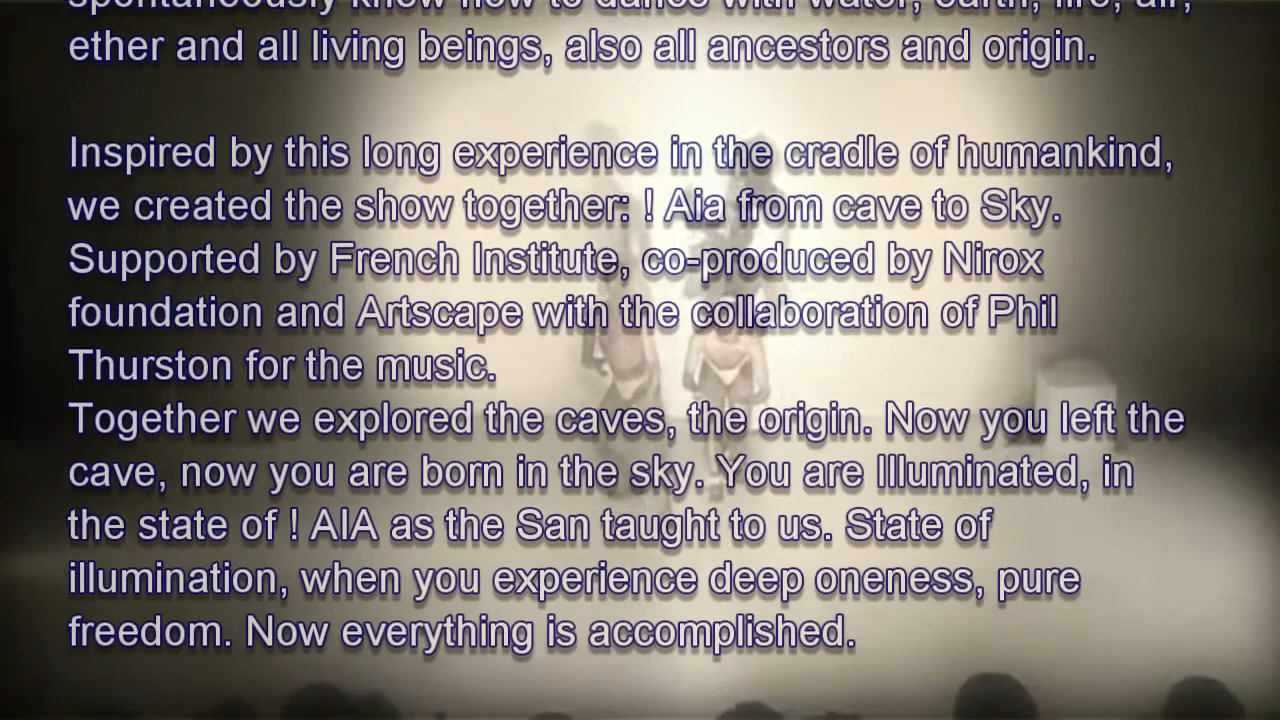 spontaneously know how to dance with water, earth, fire, air,
ether and all living beings, also all ancestors and origin.
Inspired by this long experience in the cradle of humankind,
we created the show together: ! Aia from cave to Sky.
Supported by French Institute, co-produced by Nirox
foundation and Artscape with the collaboration of Phil
Thurston for the music.
Together we explored the caves, the origin. Now you left the
cave, now you are born in the sky. You are Illuminated, in
the state of ! AIA as the San taught to us. State of
illumination, when you experience deep oneness, pure
freedom. Now everything is accomplished.